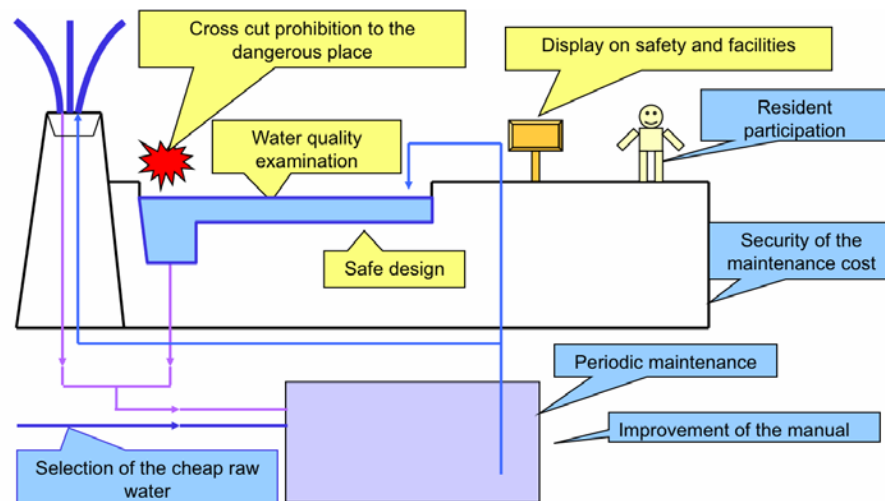 Cross cut prohibition to the
dangerous place
Display on safety and facilities
Resident
participation
Water quality
examination
Safe design
Security of the
maintenance cost
Periodic maintenance
Improvement of the manual
Selection of the cheap raw
water